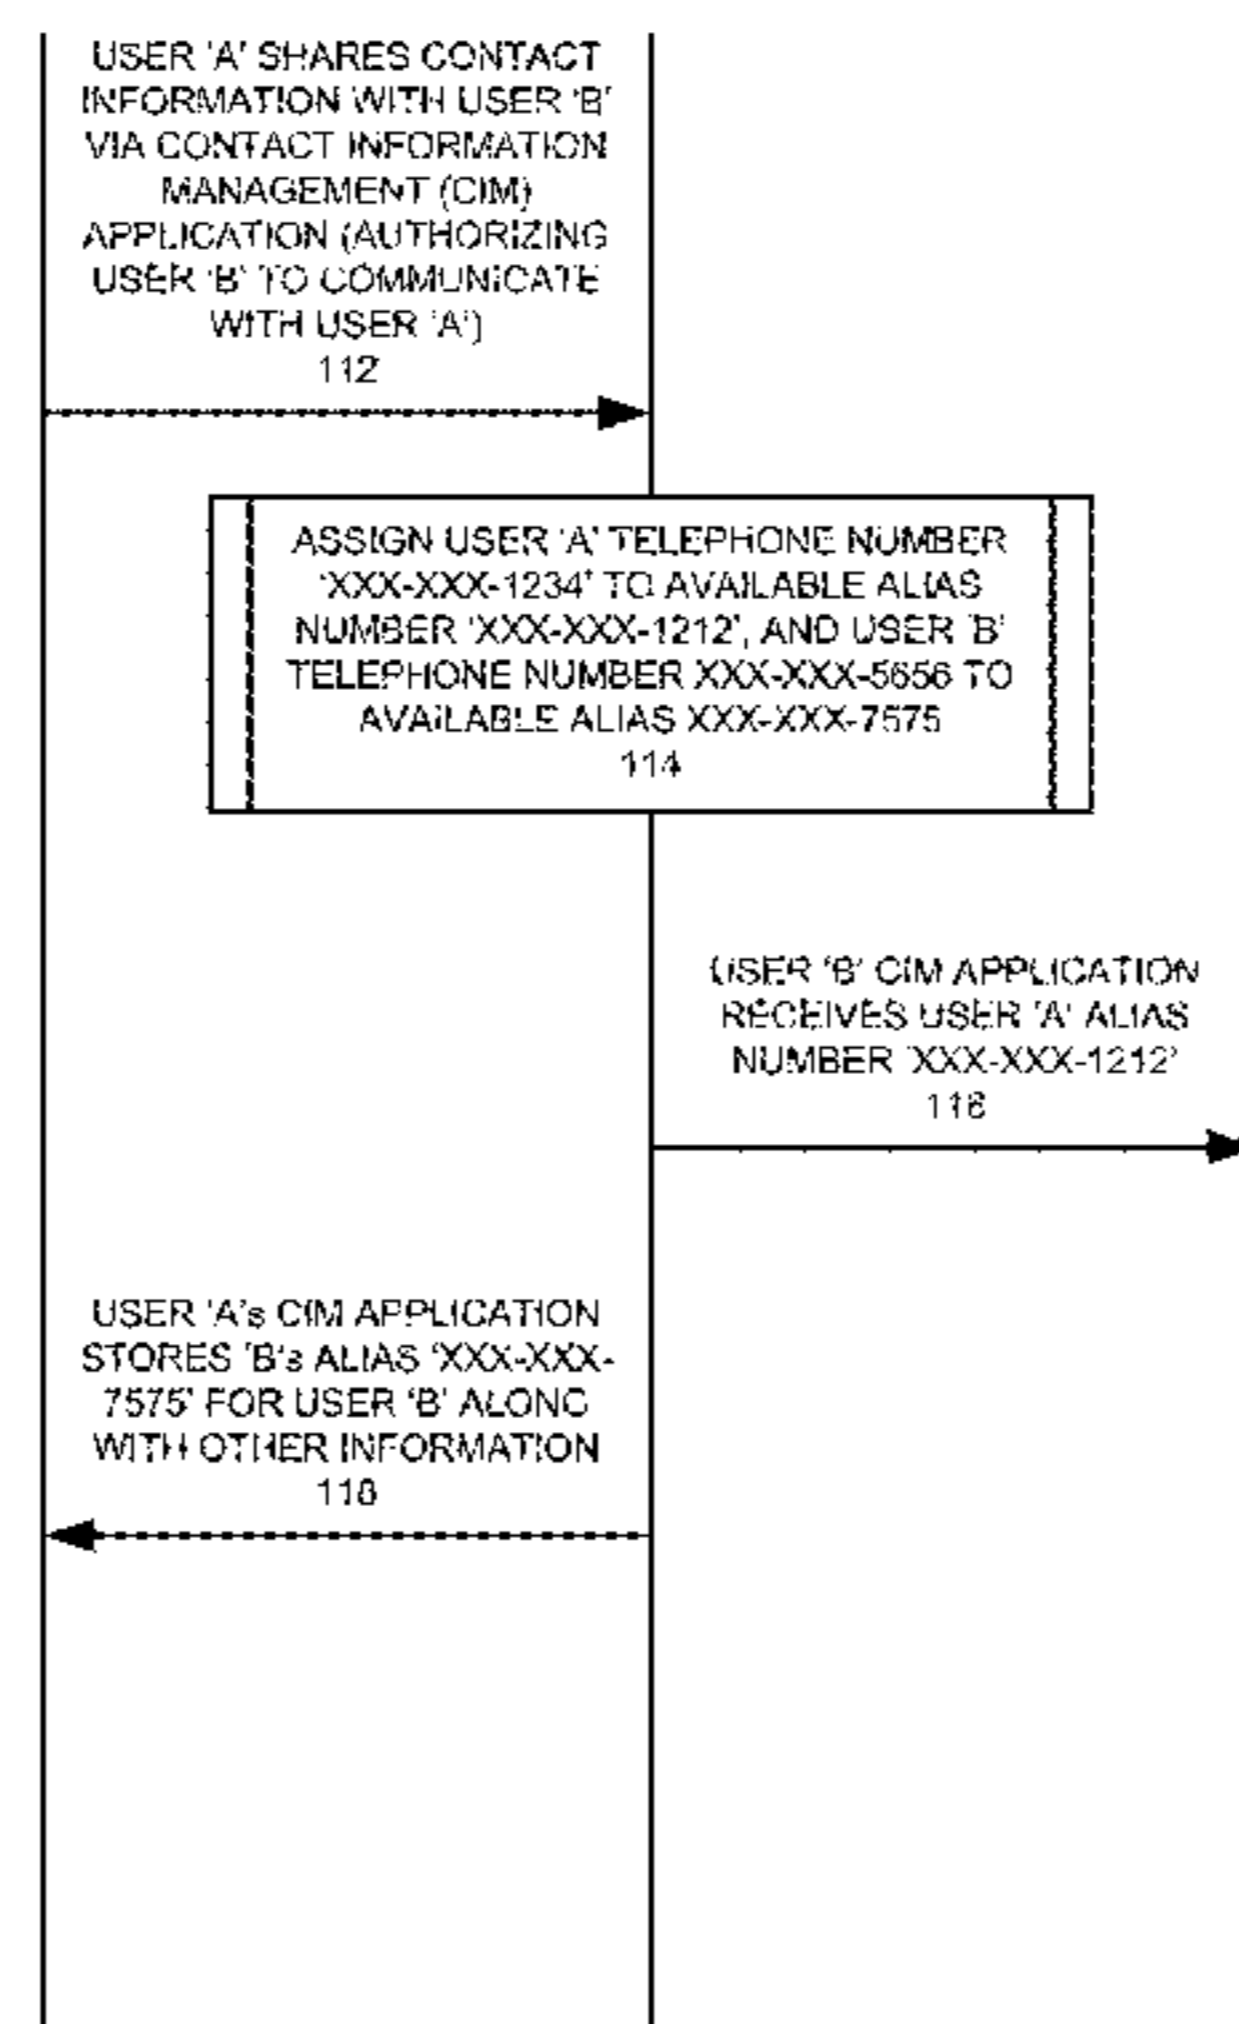 USER 'A' SHARES CONTACT
INFORMATION WITH USER 'B'
VIA CONTACT INFORMATION
MANAGEMENT (CIM)
APPLICATION (AUTHORIZING
USER 'B' TO COMMUNICATE
WITH USER 'A')
112
ASSIGN USER 'A' TELEPHONE NUMBER
'XXX-XXX-1234' TO AVAILABLE ALIAS
NUMBER 'XXX-XXX-1212', AND USER 'B'
TELEPHONE NUMBER XXX-XXX-5656 TO
AVAILABLE ALIAS XXX-XXX-7575
114
USER 'B' CIM APPLICATION
RECEIVES USER 'A' ALIAS
NUMBER 'XXX-XXX-1212'
116
USER 'A's CIM APPLICATION
STORES 'B's ALIAS 'XXX-XXX-
7575' FOR USER 'B' ALONG
WITH OTHER INFORMATION
118